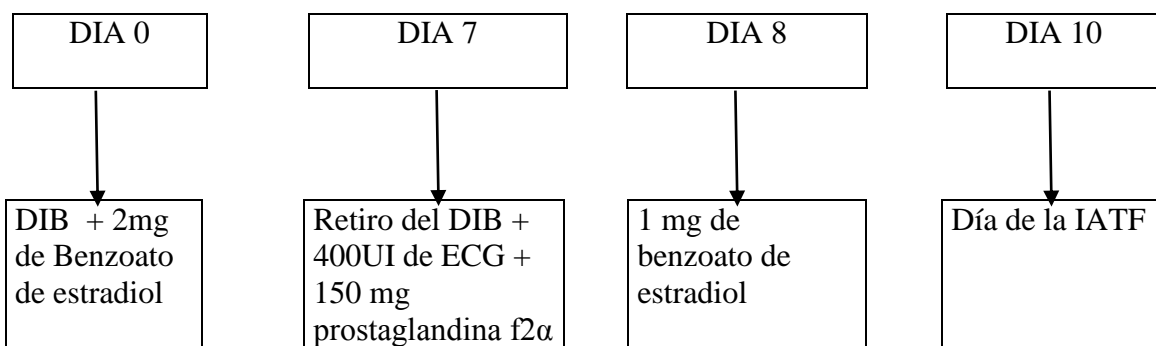 DIA 0
DIA 7
DIA 8
DIA 10
DIB + 2mg
de Benzoato
de estradiol
Retiro del DIB +
400UI de ECG +
150 mg
prostaglandina f2α
1 mg de
benzoato de
estradiol
Día de la IATF